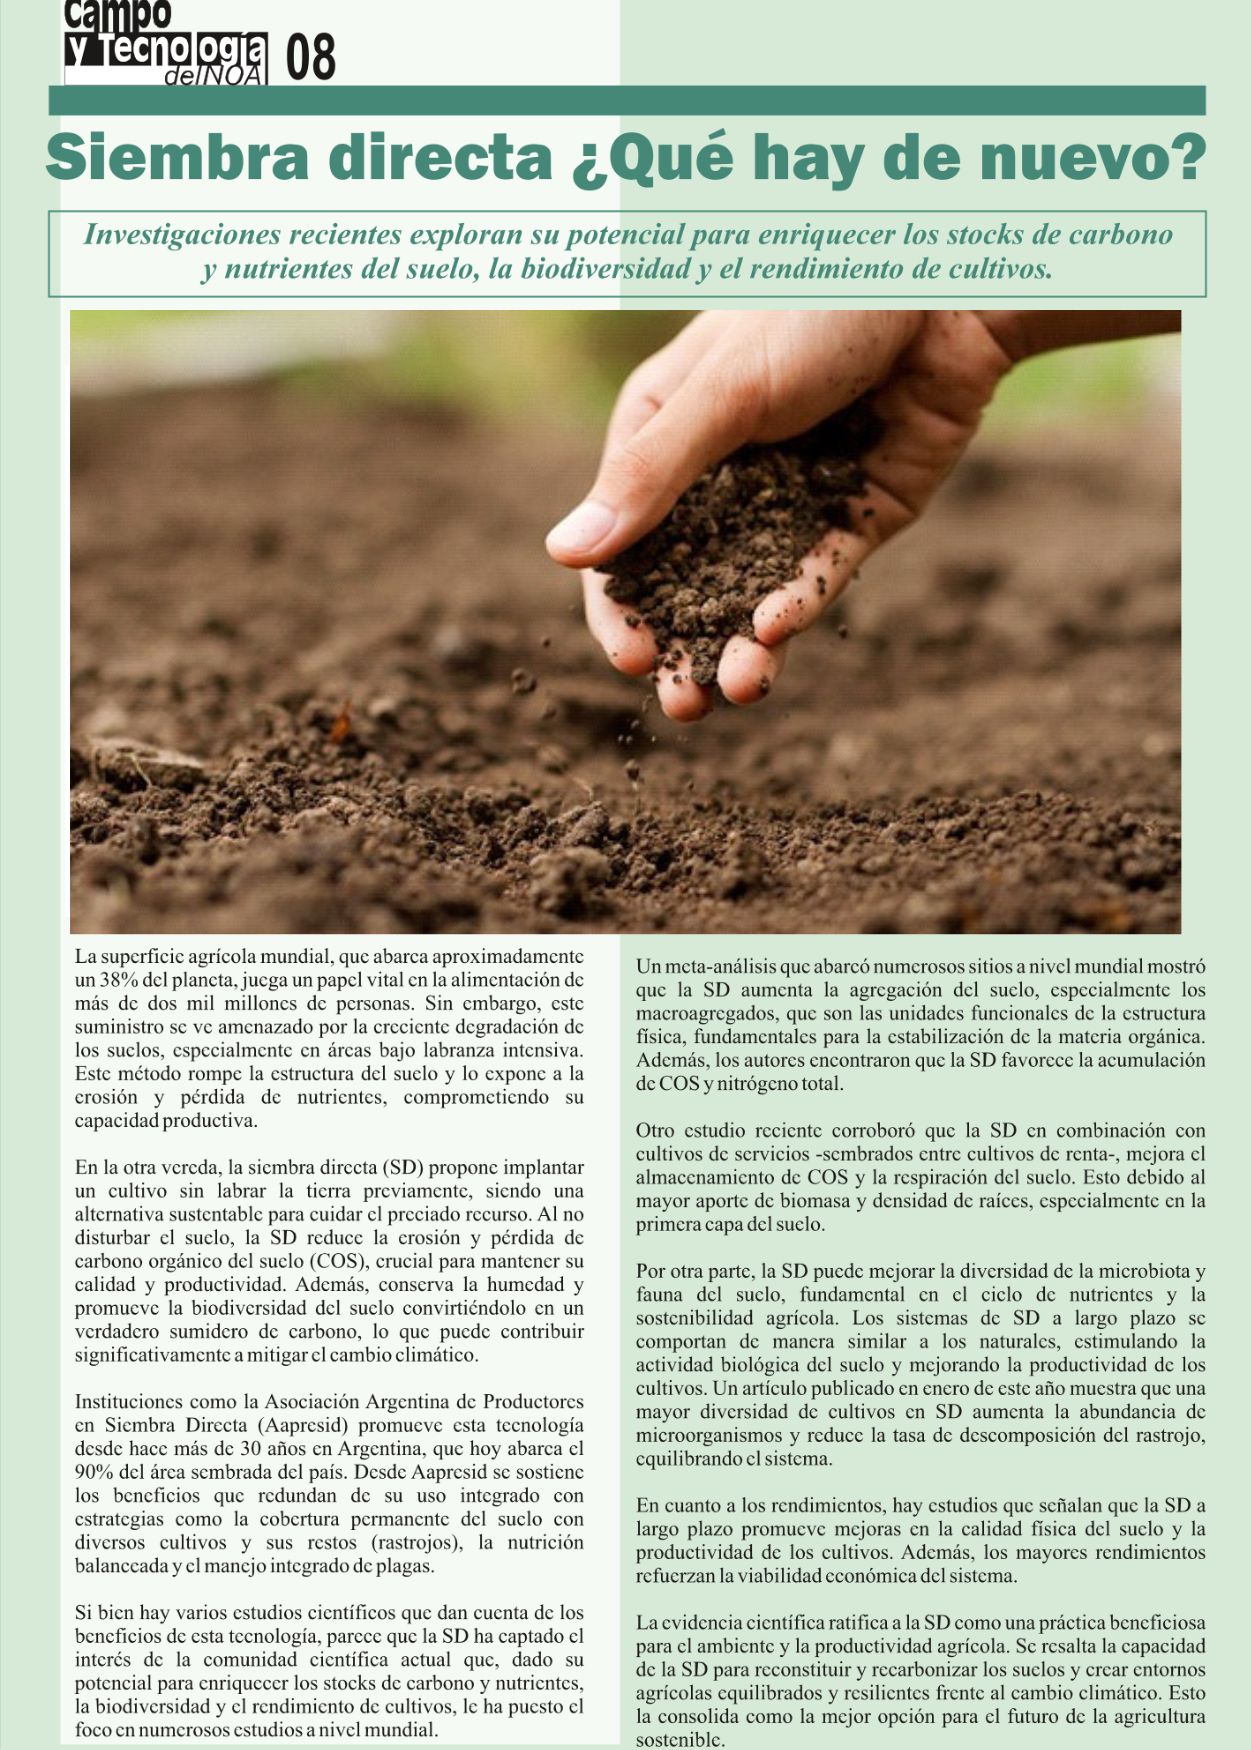 campo
y Tecnología
delNOA
08
Siembra directa ¿Qué hay de nuevo?
Investigaciones recientes exploran su potencial para enriquecer los stocks de carbono
y nutrientes del suelo, la biodiversidad y el rendimiento de cultivos.
La superficie agrícola mundial, que abarca aproximadamente
un 38% del planeta, juega un papel vital en la alimentación de
más de dos mil millones de personas. Sin embargo, este
suministro se ve amenazado por la creciente degradación de
los suelos, especialmente en áreas bajo labranza intensiva.
Este método rompe la estructura del suelo y lo expone a la
erosión y pérdida de nutrientes, comprometiendo su
capacidad productiva.
En la otra vereda, la siembra directa (SD) propone implantar
un cultivo sin labrar la tierra previamente, siendo una
alternativa sustentable para cuidar el preciado recurso. Al no
disturbar el suelo, la SD reduce la erosión y pérdida de
carbono orgánico del suelo (COS), crucial para mantener su
calidad y productividad. Además, conserva la humedad y
promueve la biodiversidad del suelo convirtiéndolo en un
verdadero sumidero de carbono, lo que puede contribuir
significativamente a mitigar el cambio climático.
Instituciones como la Asociación Argentina de Productores
en Siembra Directa (Aapresid) promueve esta tecnología
desde hace más de 30 años en Argentina, que hoy abarca el
90% del área sembrada del país. Desde Aapresid se sostiene
los beneficios que redundan de su uso integrado con
estrategias como la cobertura permanente del suelo con
diversos cultivos y sus restos (rastrojos), la nutrición
balanceada y el manejo integrado de plagas.
Si bien hay varios estudios científicos que dan cuenta de los
beneficios de esta tecnología, parece que la SD ha captado el
interés de la comunidad científica actual que, dado su
potencial para enriquecer los stocks de carbono y nutrientes,
la biodiversidad y el rendimiento de cultivos, le ha puesto el
foco en numerosos estudios a nivel mundial.
Un meta-análisis que abarcó numerosos sitios a nivel mundial mostró
que la SD aumenta la agregación del suelo, especialmente los
macroagregados, que son las unidades funcionales de la estructura
física, fundamentales para la estabilización de la materia orgánica.
Además, los autores encontraron que la SD favorece la acumulación
de COS y nitrógeno total.
Otro estudio reciente corroboró que la SD en combinación con
cultivos de servicios -sembrados entre cultivos de renta-, mejora el
almacenamiento de COS y la respiración del suelo. Esto debido al
mayor aporte de biomasa y densidad de raíces, especialmente en la
primera capa del suelo.
Por otra parte, la SD puede mejorar la diversidad de la microbiota y
fauna del suelo, fundamental en el ciclo de nutrientes y la
sostenibilidad agrícola. Los sistemas de SD a largo plazo se
comportan de manera similar a los naturales, estimulando la
actividad biológica del suelo y mejorando la productividad de los
cultivos. Un artículo publicado en enero de este año muestra que una
mayor diversidad de cultivos en SD aumenta la abundancia de
microorganismos y reduce la tasa de descomposición del rastrojo,
equilibrando el sistema.
En cuanto a los rendimientos, hay estudios que señalan que la SD a
largo plazo promueve mejoras en la calidad física del suelo y la
productividad de los cultivos. Además, los mayores rendimientos
refuerzan la viabilidad económica del sistema.
La evidencia científica ratifica a la SD como una práctica beneficiosa
para el ambiente y la productividad agrícola. Se resalta la capacidad
de la SD para reconstituir y recarbonizar los suelos y crear entornos
agrícolas equilibrados y resilientes frente al cambio climático. Esto
la consolida como la mejor opción para el futuro de la agricultura
sostenible.